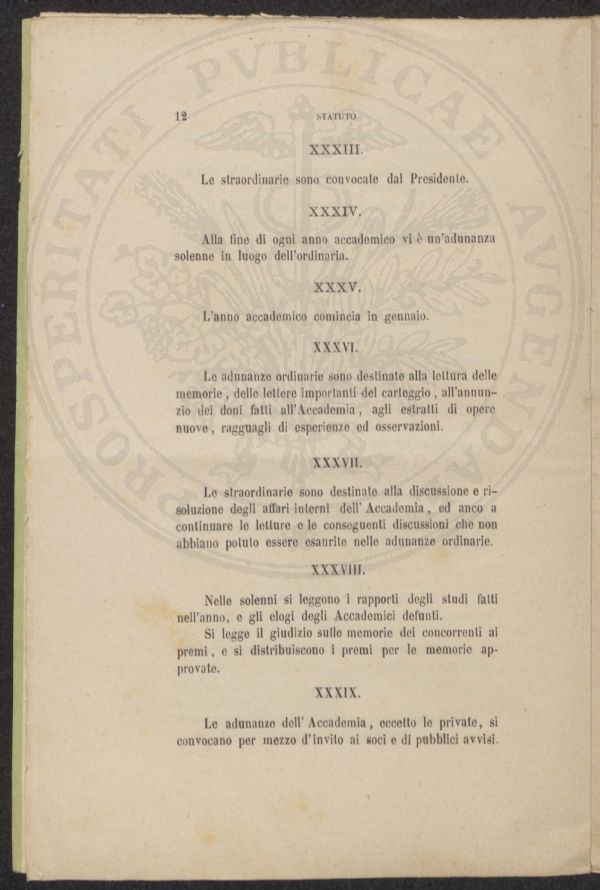 12
STATUTO
XXXIII.
Le straordinarie sono convocate dal Presidente.
XXXIV.
Alla fine di ogni anno accademico vi è un'adunanza
solenne in luogo dell'ordinaria.
XXXV.
L'anno accademico comincia in gennaio.
XXXVI.
Le adunanze ordinarie sono destinate alla lettura delle
memorie, delle lettere importanti del carteggio, all'annun-
zio dei doni fatti all'Accademia, agli estratti di opere
nuove, ragguagli di esperienze ed osservazioni.
XXXVII.
Le straordinarie sono destinate alla discussione e ri-
soluzione degli affari interni dell'Accademia, ed anco a
continuare le letture e le conseguenti discussioni che non
abbiano potuto essere esaurite nelle adunanze ordinarie.
XXXVIII.
Nelle solenni si leggono i rapporti degli studi fatti
nell'anno, e gli elogi degli Accademici defunti.
Si legge il giudizio sulle memorie dei concorrenti ai
premi, e si distribuiscono i premi per le memorie ap-
provate.
XXXIX.
Le adunanze dell'Accademia, eccetto le private, si
convocano per mezzo d'invito ai soci e di pubblici avvisi.
PROSPERITATI PVBLICAE AVGENDAE